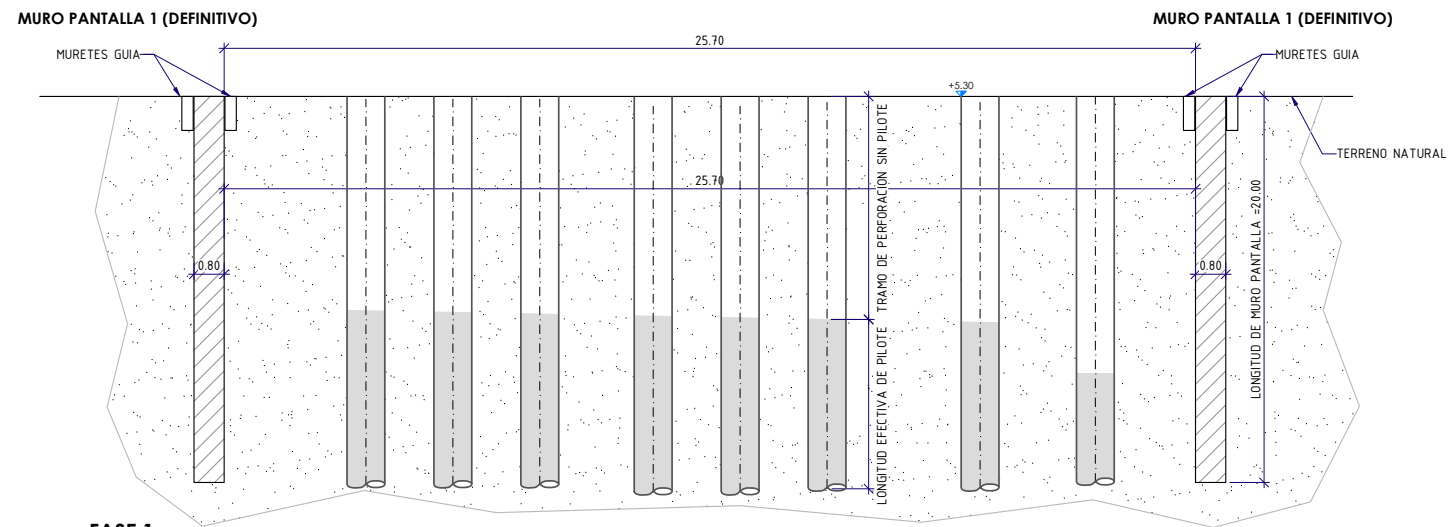 MURO PANTALLA 1 (DEFINITIVO)
MURO PANTALLA 1 (DEFINITIVO)
MURETES GUIA
25.70
MURETES GUIA
+5.30
TERRENO NATURAL
TRAMO DE PERFORACIÓN SIN PILOTE
25.70
0.80
0.80
LONGITUD DE MURO PANTALLA =20.00
LONGITUD EFECTIVA DE PILOTE
FASE 1